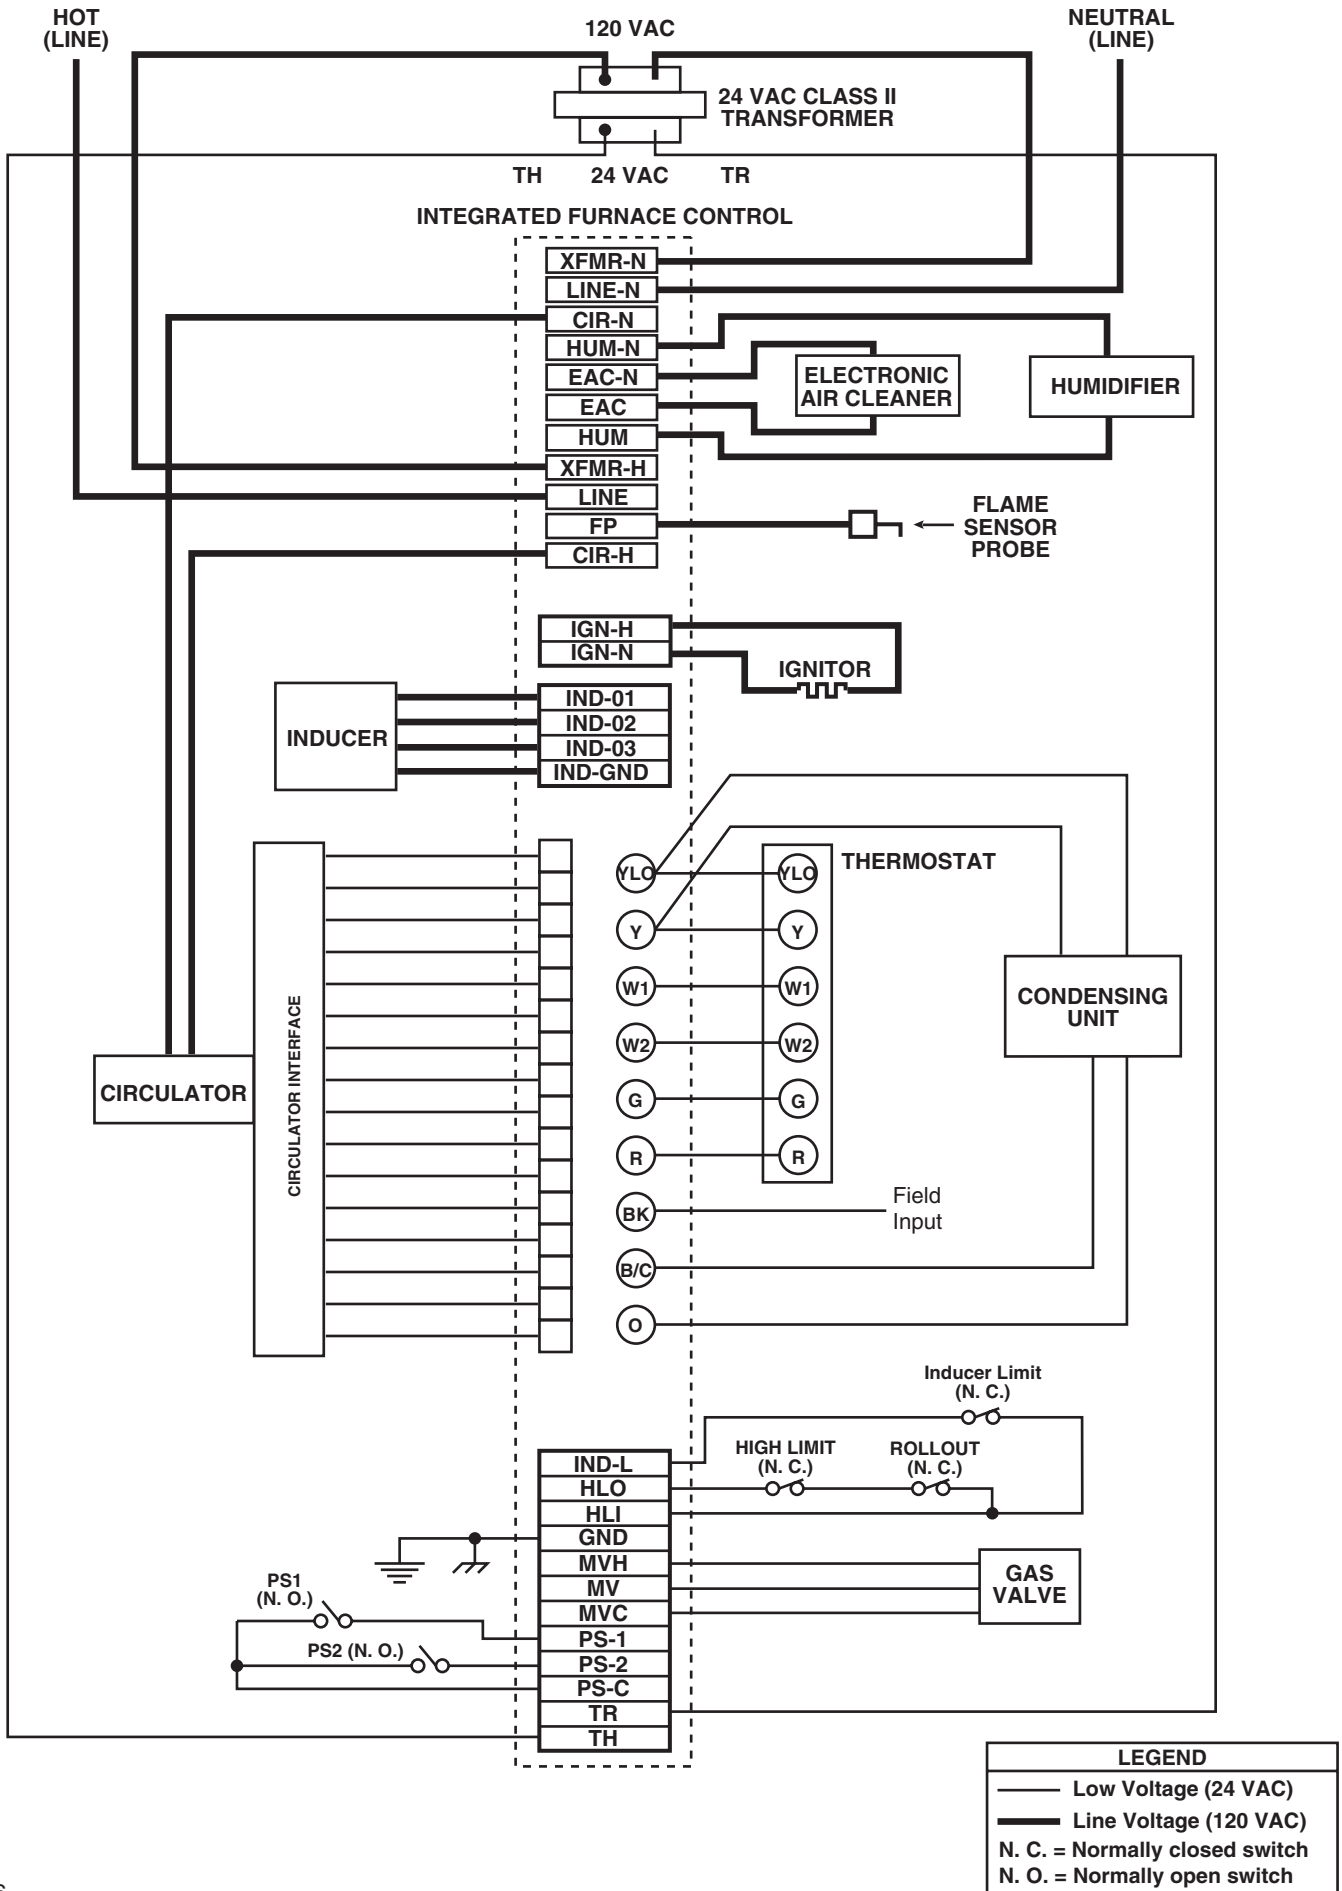 HOT
(LINE)
120 VAC
NEUTRAL
(LINE)
24 VAC CLASS II
TRANSFORMER
TH 24 VAC TR
INTEGRATED FURNACE CONTROL
XFMR-N
LINE-N
CIR-N
HUM-N
EAC-N
EAC
HUM
XFMR-H
LINE
FP
CIR-H
ELECTRONIC
AIR CLEANER
HUMIDIFIER
FLAME
SENSOR
PROBE
IGN-H
IGN-N
IGNITOR
INDUCER
IND-01
IND-02
IND-03
IND-GND
CIRCULATOR
CIRCULATOR INTERFACE
YLO
Y
W1
W2
G
R
BK
B/C
O
THERMOSTAT
YLO
Y
W1
W2
G
R
CONDENSING
UNIT
Field
Input
Inducer Limit
(N. C.)
HIGH LIMIT
(N. C.)
ROLLOUT
(N. C.)
IND-L
HLO
HLI
GND
MVH
MV
MVC
PS-1
PS-2
PS-C
TR
TH
GAS
VALVE
PS1
(N. O.)
PS2 (N. O.)
LEGEND
Low Voltage (24 VAC)
Line Voltage (120 VAC)
N. C. = Normally closed switch
N. O. = Normally open switch